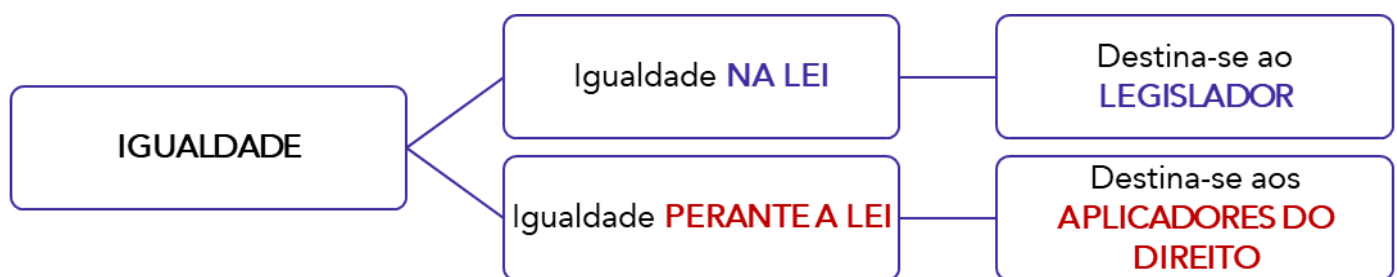 IGUALDADE
Igualdade NA LEI
Destina-se ao
LEGISLADOR
Igualdade PERANTE A LEI
Destina-se aos
APLICADORES DO
DIREITO